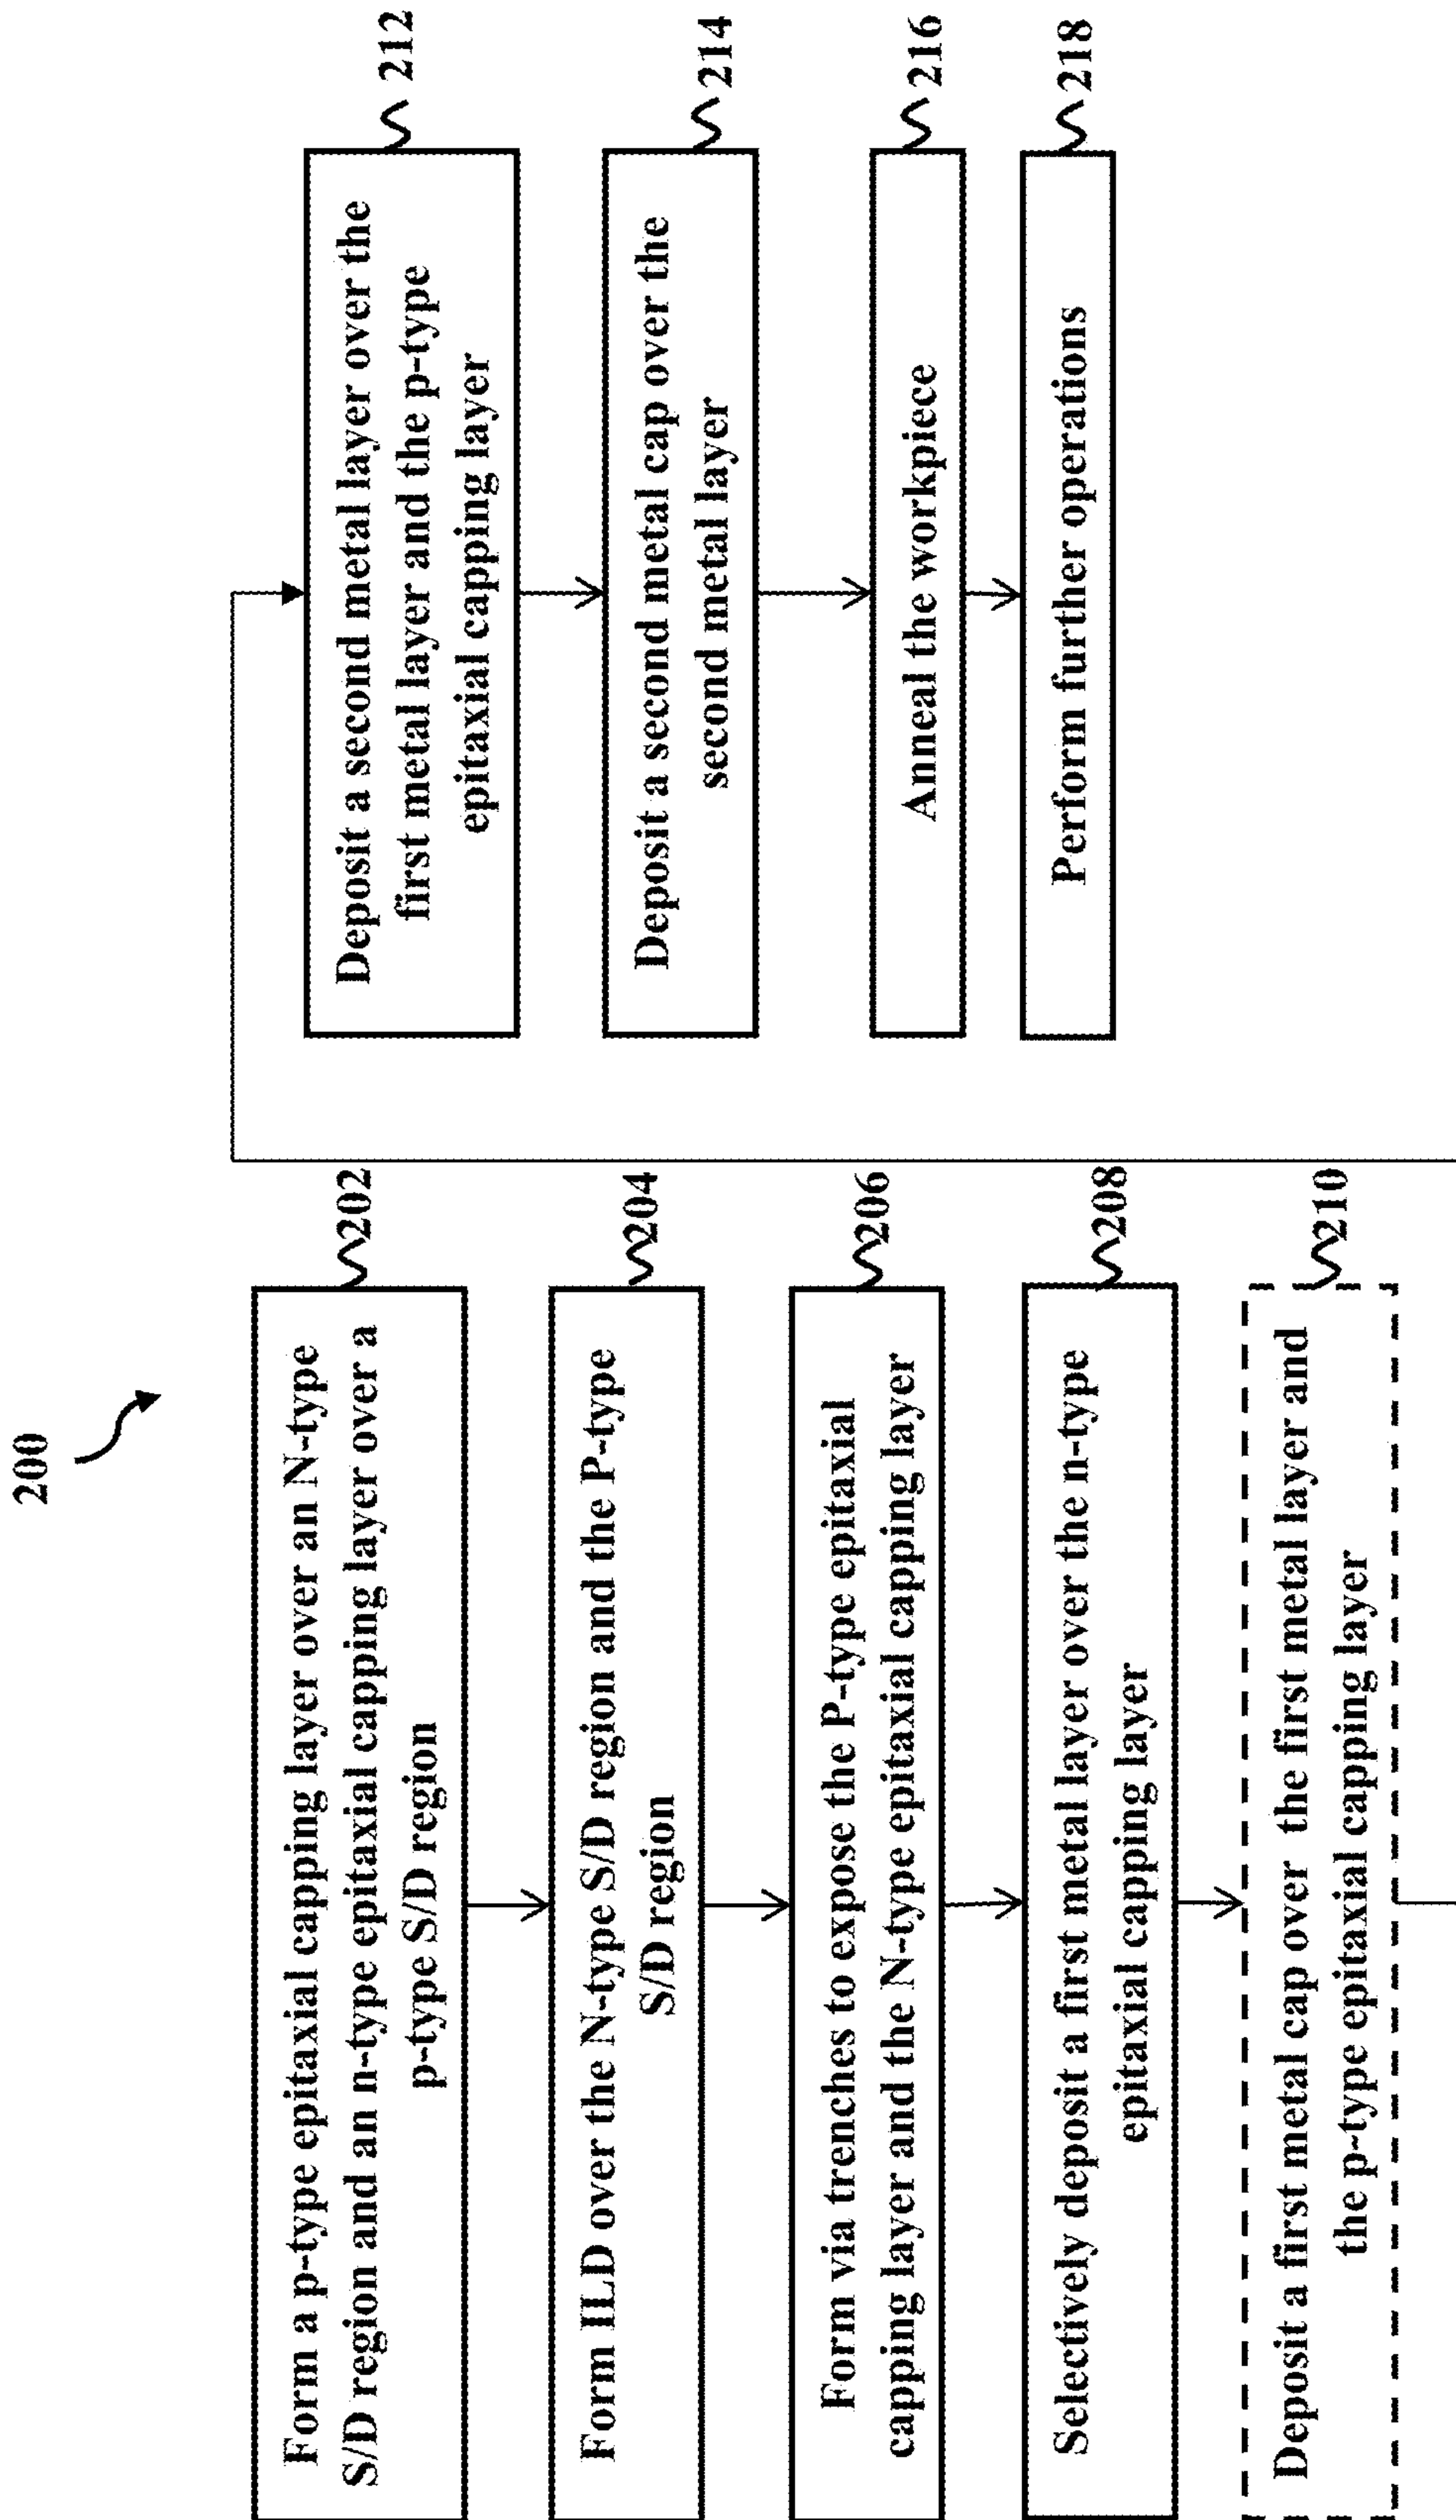 200
Form a p-type epitaxial capping layer over an N-type
S/D region and an n-type epitaxial capping layer over a
p-type S/D region
202
Form ILD over the N-type S/D region and the P-type
S/D region
204
Form via trenches to expose the P-type epitaxial
capping layer and the N-type epitaxial capping layer
206
Selectively deposit a first metal layer over the n-type
epitaxial capping layer
208
Deposit a first metal cap over the first metal layer and
the p-type epitaxial capping layer
210
Deposit a second metal layer over the
first metal layer and the p-type
epitaxial capping layer
212
Deposit a second metal cap over the
second metal layer
214
Anneal the workpiece
216
Perform further operations
218